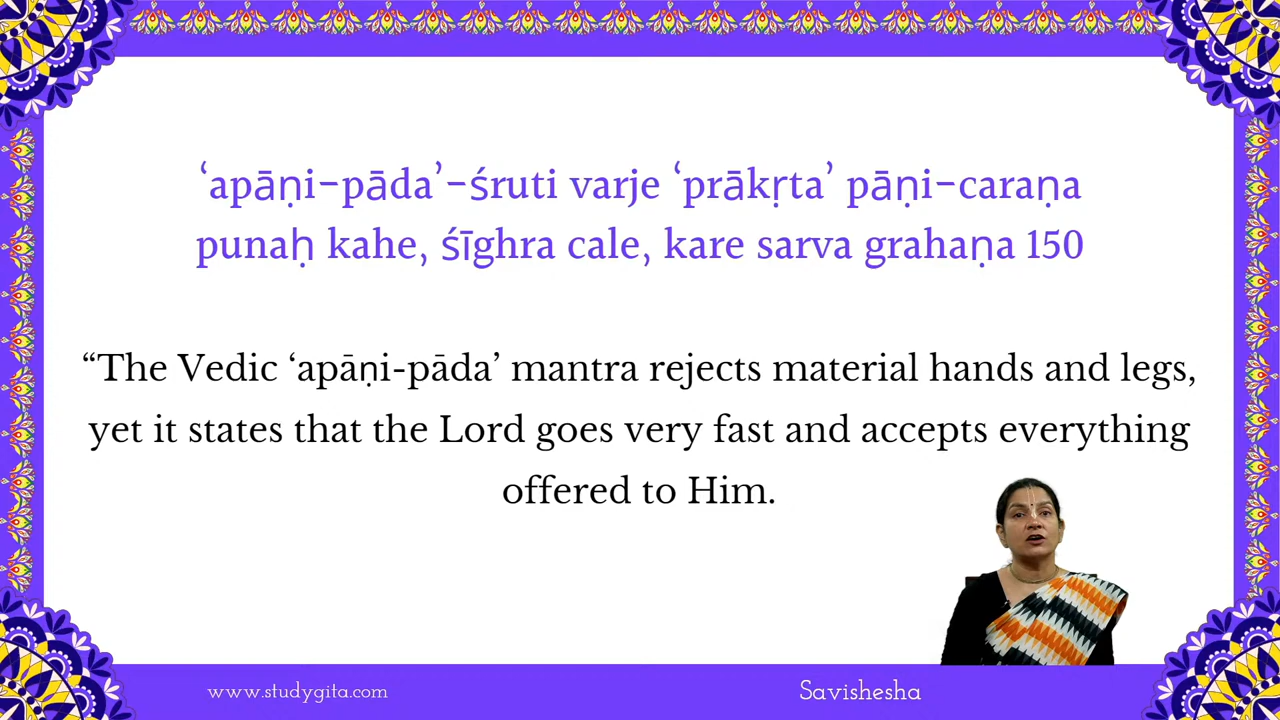 ‘apāṇi-pāda’-śruti varje ‘prākṛta’ pāṇi-caraṇa
punaḥ kahe, śīghra cale, kare sarva grahaṇa 150
“The Vedic ‘apāṇi-pāda’ mantra rejects material hands and legs,
yet it states that the Lord goes very fast and accepts everything
offered to Him.
www.studygita.com
Savishesha